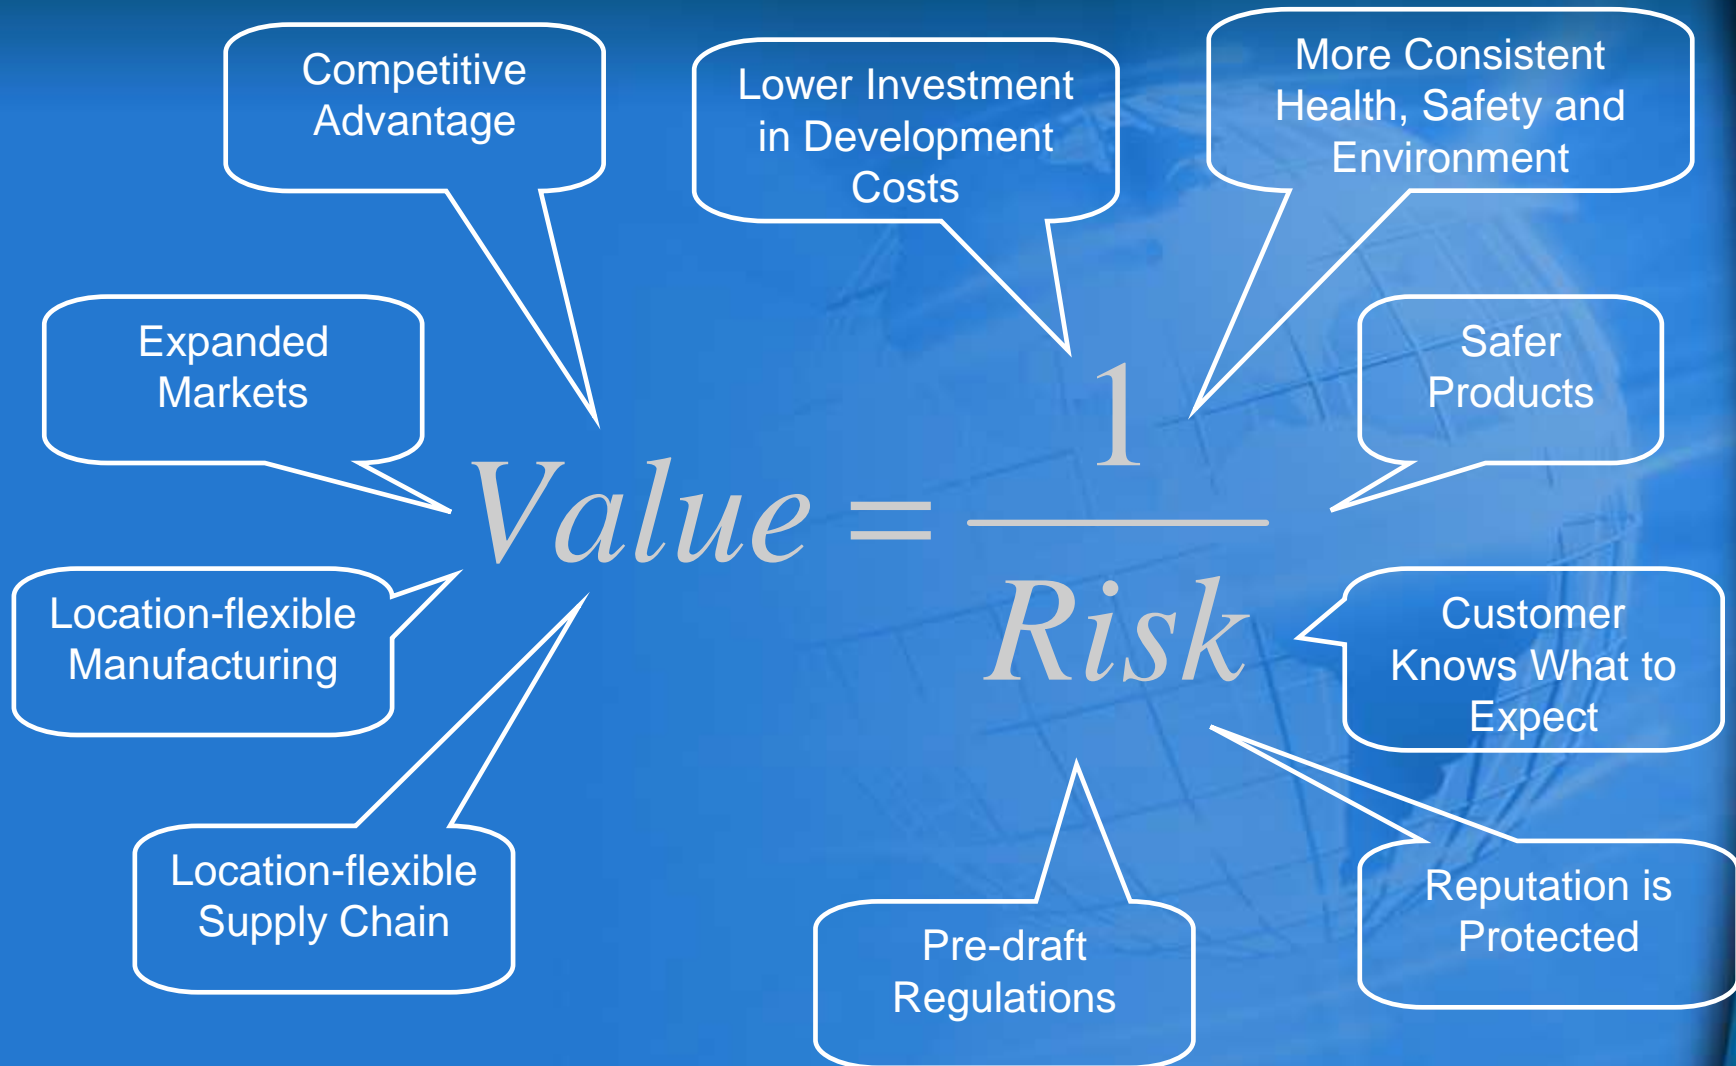 Competitive
Advantage
Lower Investment
in Development
Costs
More Consistent
Health, Safety and
Environment
Expanded
Markets
Safer
Products
Value = 1
Risk
Location-flexible
Manufacturing
Customer
Knows What to
Expect
Location-flexible
Supply Chain
Pre-draft
Regulations
Reputation is
Protected